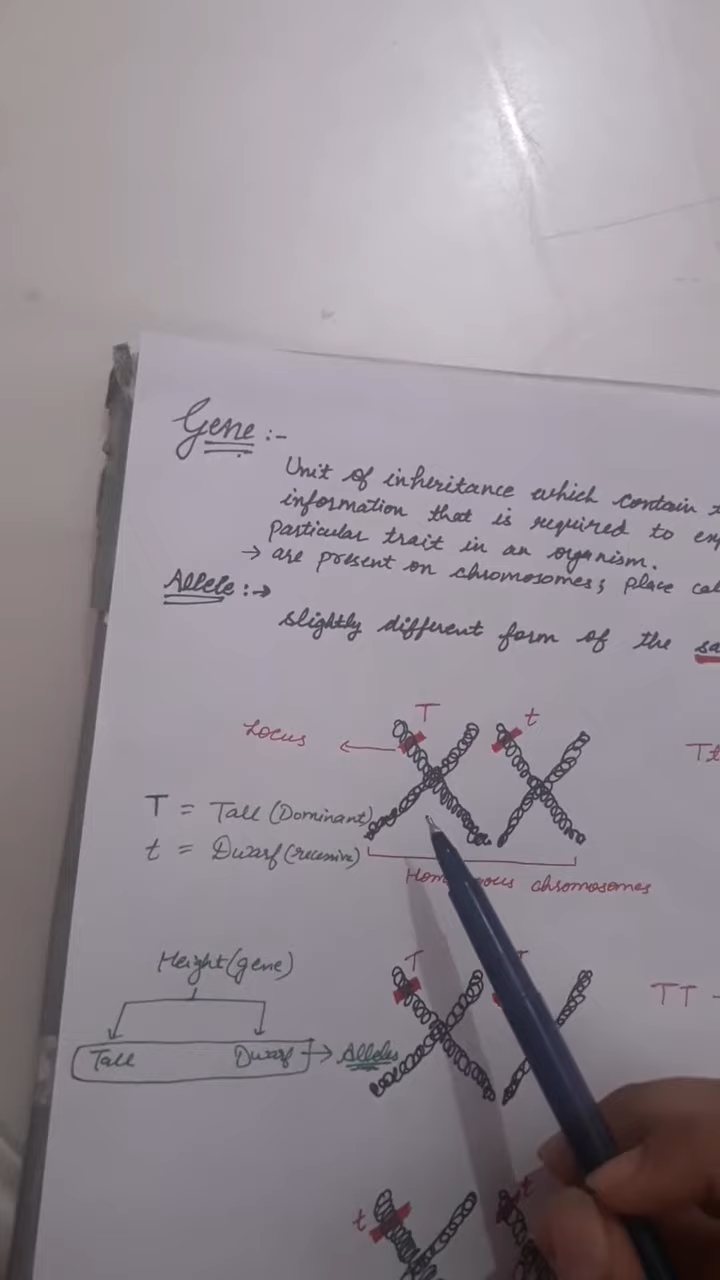 Gene :-
Unit of inheritance which contain
information that is required to
particular trait in an organism.
→ are present on chromosomes; place
Allele :→
slightly different form of the
T t
Locus ←
Tt
T = Tall (Dominant)
t = Dwarf (recessive)
chromosomes
Height (gene)
T
TT -
Tall Dwarf → Alleles
t t